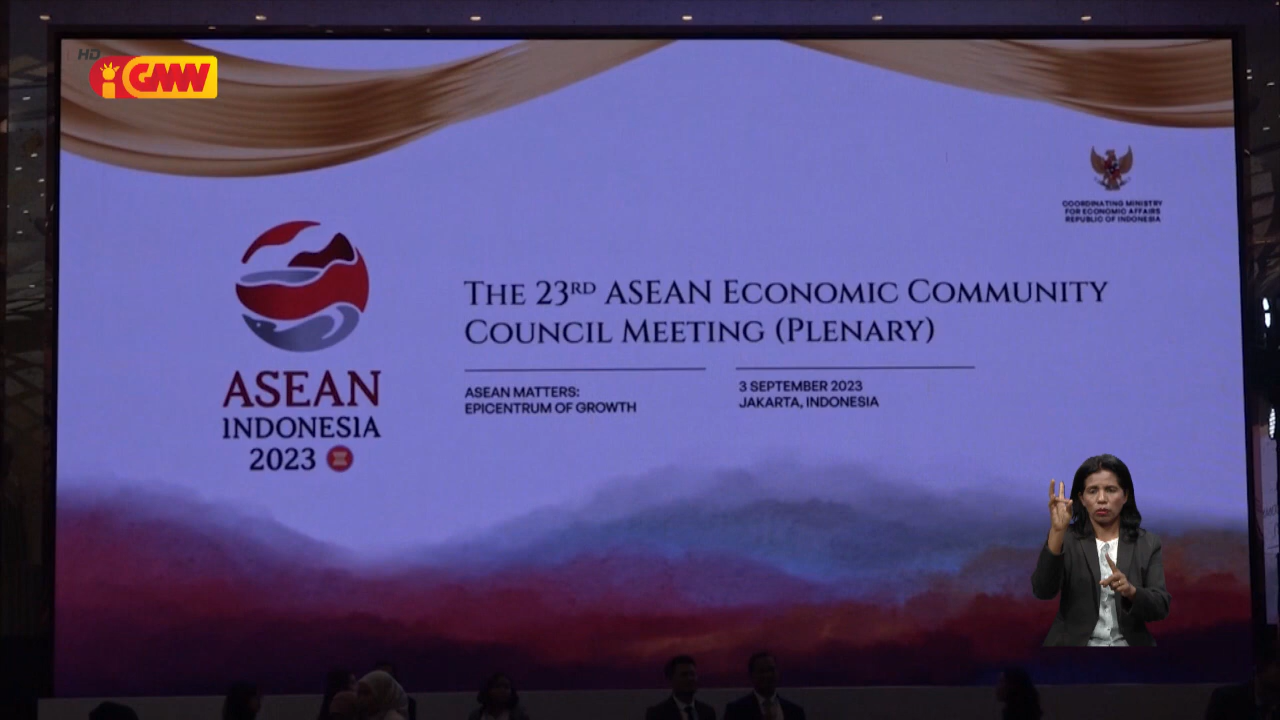 HD
iGMW
COORDINATING MINISTRY
FOR ECONOMIC AFFAIRS
REPUBLIC OF INDONESIA
THE 23RD ASEAN ECONOMIC COMMUNITY
COUNCIL MEETING (PLENARY)
ASEAN MATTERS:
EPICENTRUM OF GROWTH
3 SEPTEMBER 2023
JAKARTA, INDONESIA
ASEAN
INDONESIA
2023